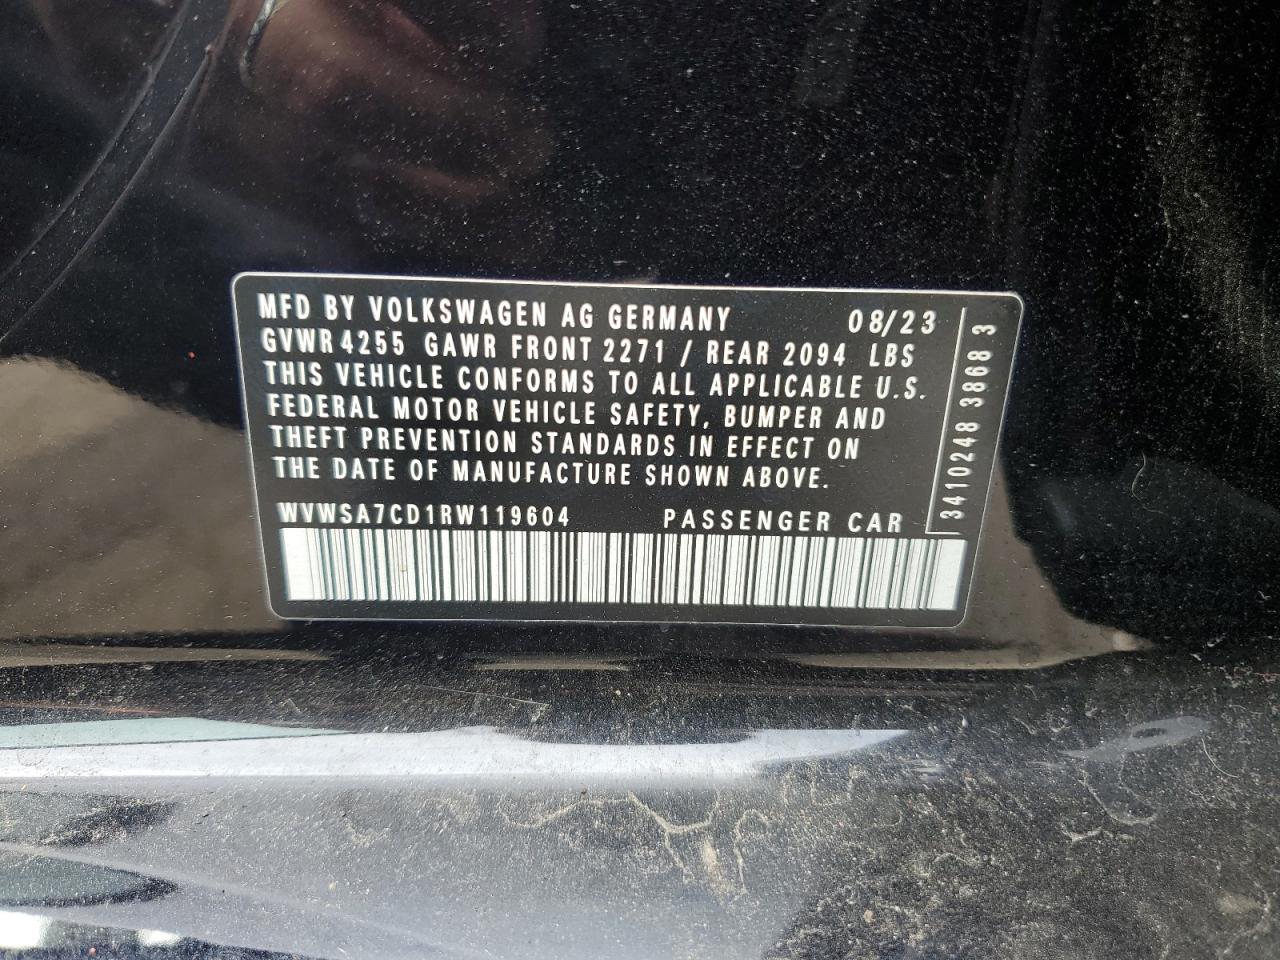 MFD BY VOLKSWAGEN AG GERMANY 08/23
GVWR 4255 GAWR FRONT 2271 / REAR 2094 LBS
THIS VEHICLE CONFORMS TO ALL APPLICABLE U.S.
FEDERAL MOTOR VEHICLE SAFETY, BUMPER AND
THEFT PREVENTION STANDARDS IN EFFECT ON
THE DATE OF MANUFACTURE SHOWN ABOVE.
WVWSA7CD1RW119604 PASSENGER CAR
3410248 3868 3